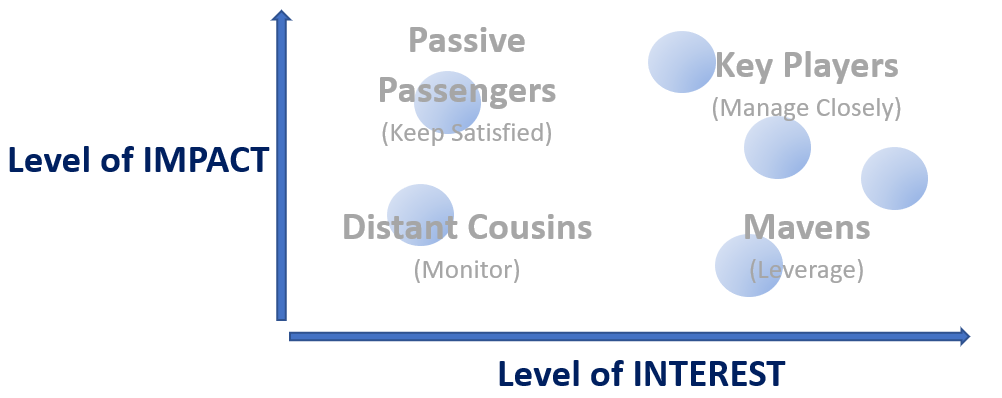 Passive
Passengers
(Keep Satisfied)
Key Players
(Manage Closely)
Level of IMPACT
Distant Cousins
(Monitor)
Mavens
(Leverage)
Level of INTEREST